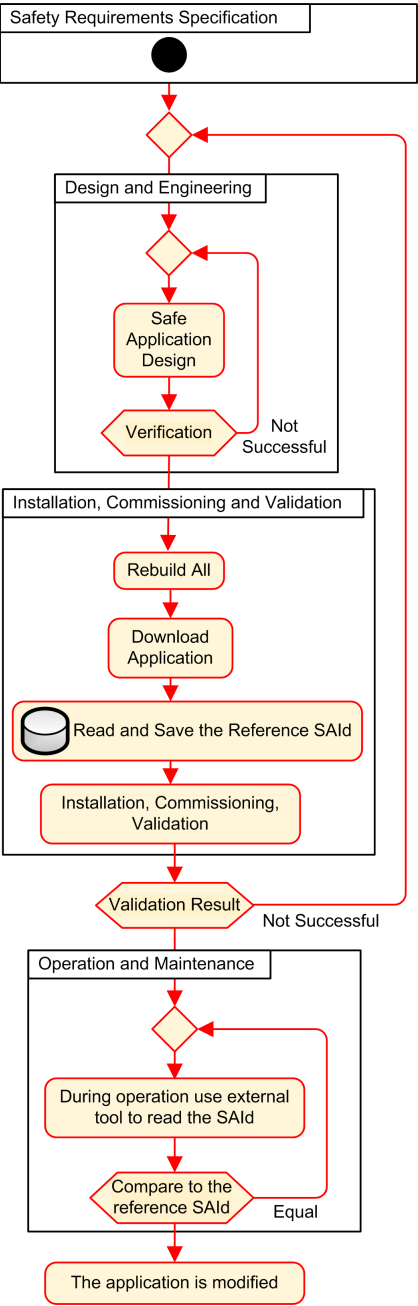 Safety Requirements Specification
Design and Engineering
Safe
Application
Design
Verification
Not
Successful
Installation, Commissioning and Validation
Rebuild All
Download
Application
Read and Save the Reference SAId
Installation, Commissioning,
Validation
Validation Result
Not Successful
Operation and Maintenance
During operation use external
tool to read the SAId
Compare to the
reference SAId
Equal
The application is modified